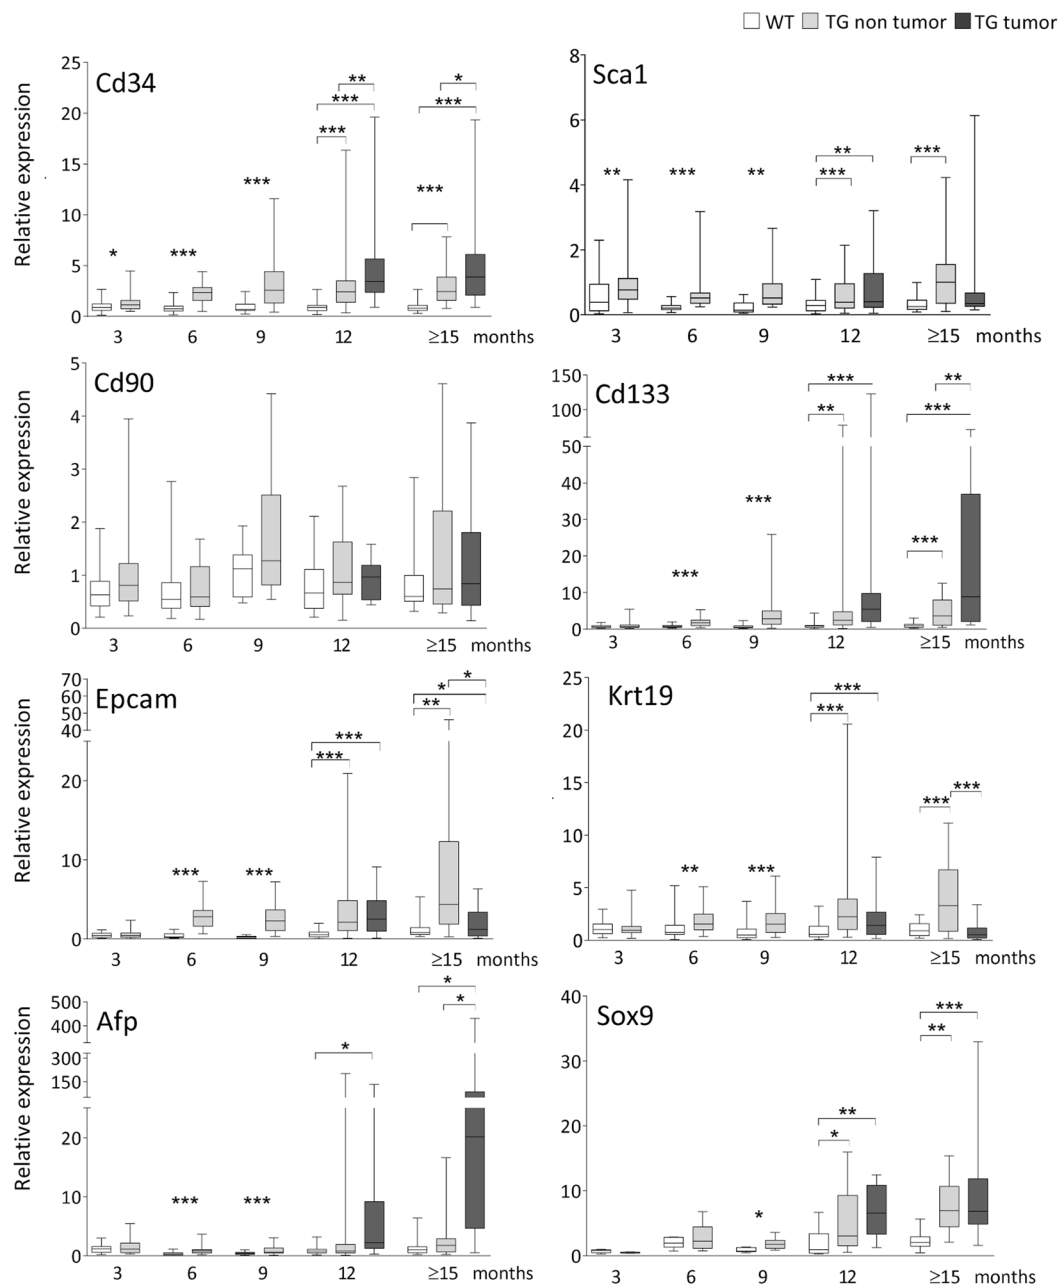 WT TG non tumor TG tumor
Cd34
Relative expression
25
20
15
10
5
0
* *** *** *** *** ** *** *** *
3 6 9 12 ≥15 months
Sca1
8
6
4
2
0
** *** ** *** ** ***
3 6 9 12 ≥15 months
Cd90
Relative expression
5
4
3
2
1
0
3 6 9 12 ≥15 months
Cd133
150
100
50
40
30
20
10
0
*** *** ** *** *** *** **
3 6 9 12 ≥15 months
Epcam
Relative expression
70
60
50
40
20
10
0
*** *** *** *** ** * *
3 6 9 12 ≥15 months
Krt19
25
20
15
10
5
0
** *** *** *** *** ***
3 6 9 12 ≥15 months
Afp
Relative expression
500
400
300
150
20
10
0
*** *** * * *
3 6 9 12 ≥15 months
Sox9
40
30
20
10
0
* * ** ** ***
3 6 9 12 ≥15 months